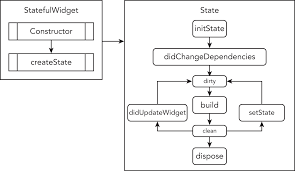 StatefulWidget
Constructor
createState
State
initState
didChangeDependencies
dirty
build
didUpdateWidget
setState
clean
dispose